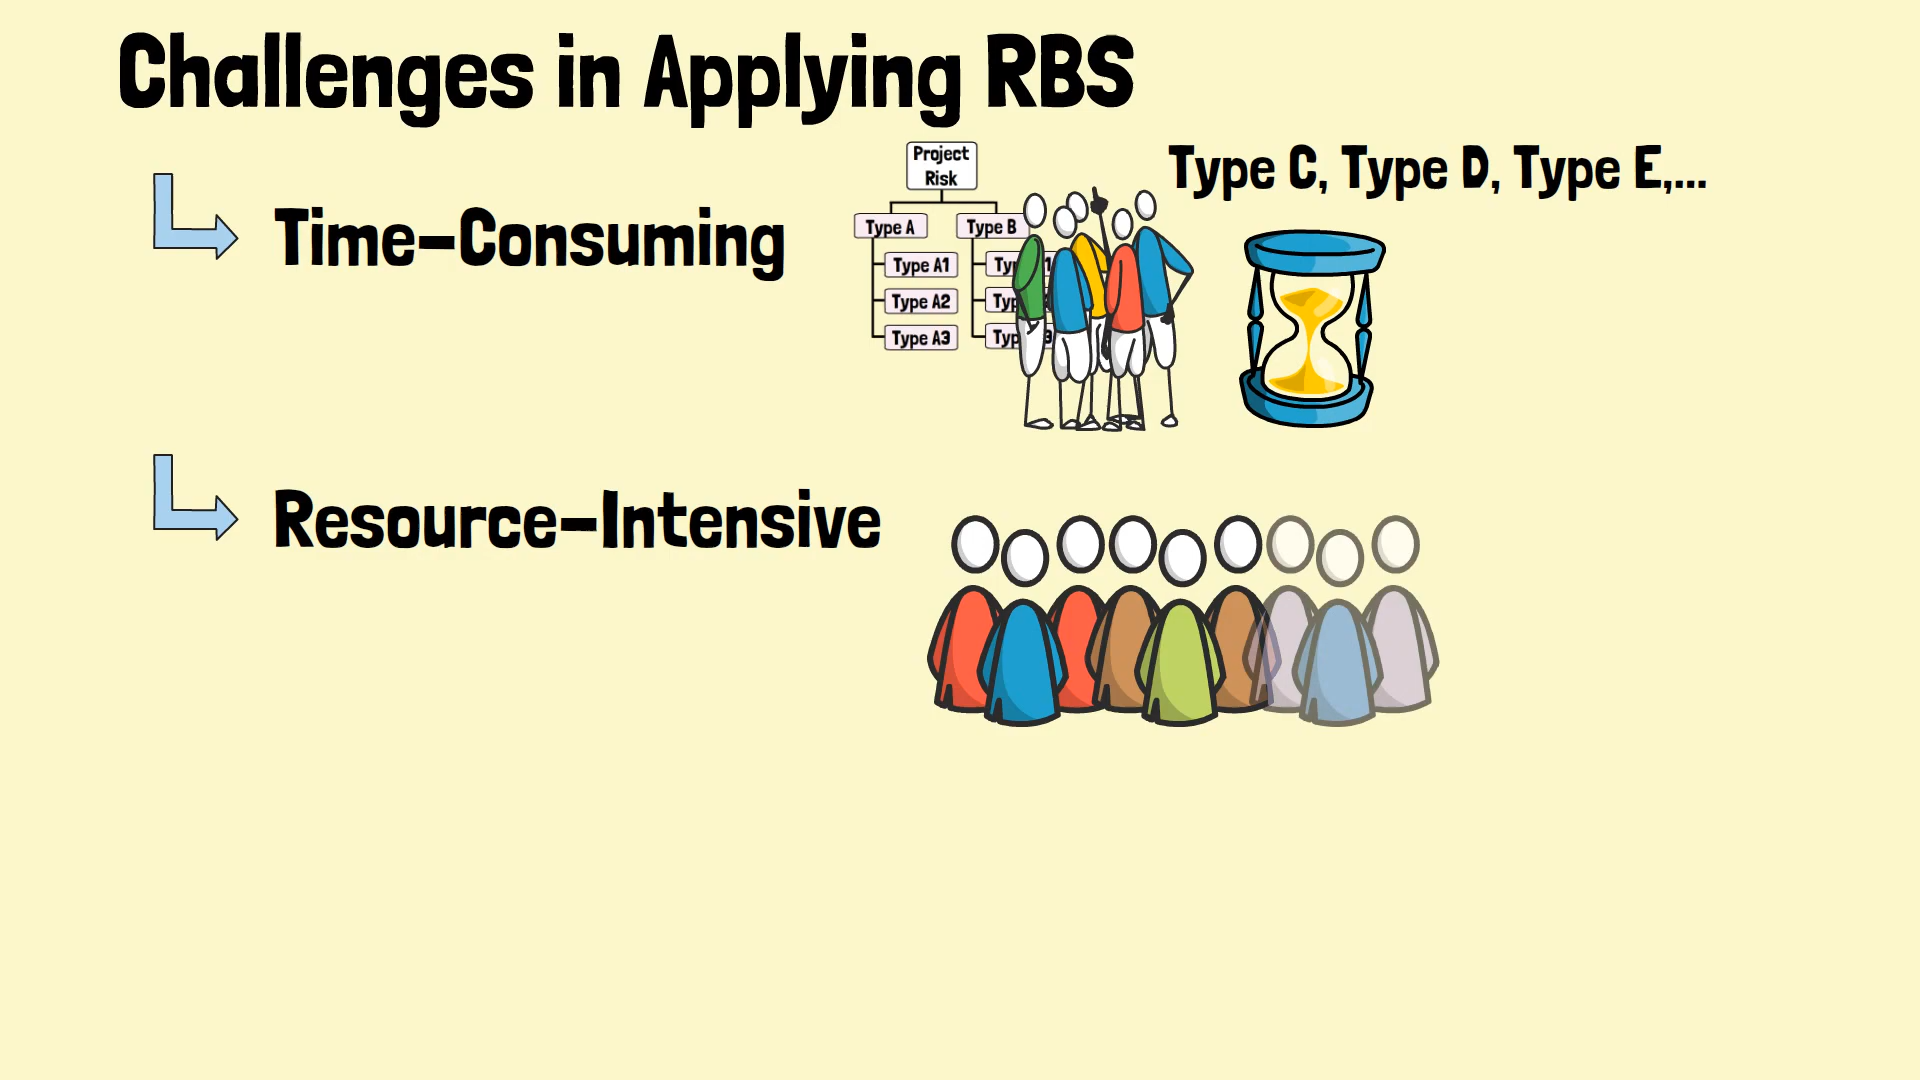 Challenges in Applying RBS
Time-Consuming
Project
Risk
Type A
Type B
Type A1
Type A2
Type A3
Type C, Type D, Type E,...
Resource-Intensive